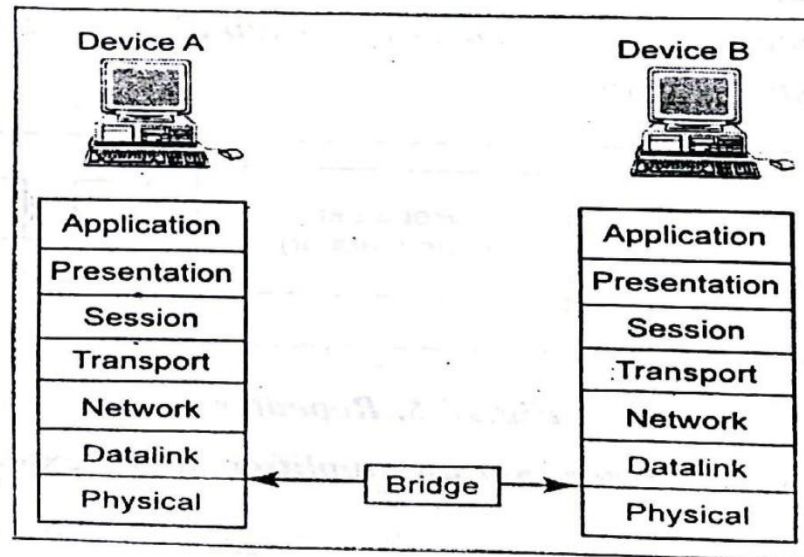 Device A
Device B
Application
Presentation
Session
Transport
Network
Datalink
Physical
Application
Presentation
Session
:Transport
Network
Datalink
Physical
Bridge